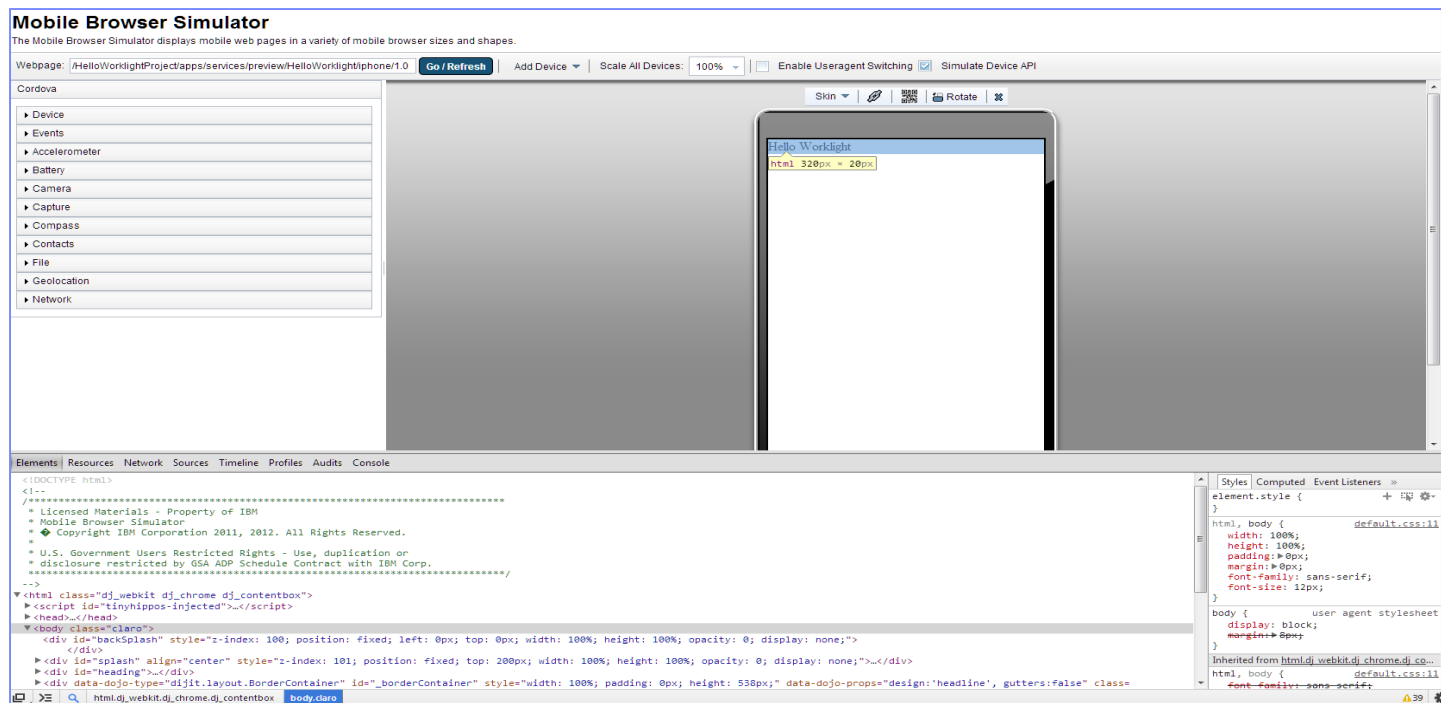 Mobile Browser Simulator
The Mobile Browser Simulator displays mobile web pages in a variety of mobile browser sizes and shapes.
Webpage: /HelloWorklightProject/apps/services/preview/HelloWorklight/iphone/1.0 Go / Refresh Add Device Scale All Devices: 100% Enable Useragent Switching Simulate Device API
Cordova
Device
Events
Accelerometer
Battery
Camera
Capture
Compass
Contacts
File
Geolocation
Network
Skin Rotate
Hello Worklight
html 320px × 20px
Elements Resources Network Sources Timeline Profiles Audits Console
<!DOCTYPE html>
<!--
/*******************************************************************************
* Licensed Materials - Property of IBM
* Mobile Browser Simulator
* � Copyright IBM Corporation 2011, 2012. All Rights Reserved.
*
* U.S. Government Users Restricted Rights - Use, duplication or
* disclosure restricted by GSA ADP Schedule Contract with IBM Corp.
*******************************************************************************/
-->
▼<html class="dj_webkit dj_chrome dj_contentbox">
▶<script id="tinyhippos-injected">…</script>
▶<head>…</head>
▼<body class="claro">
<div id="backSplash" style="z-index: 100; position: fixed; left: 0px; top: 0px; width: 100%; height: 100%; opacity: 0; display: none;">
</div>
▶<div id="splash" align="center" style="z-index: 101; position: fixed; top: 200px; width: 100%; height: 100%; opacity: 0; display: none;">…</div>
▶<div id="heading">…</div>
▶<div data-dojo-type="dijit.layout.BorderContainer" id="_borderContainer" style="width: 100%; padding: 0px; height: 538px;" data-dojo-props="design:'headline', gutters:false" class=
html.dj_webkit.dj_chrome.dj_contentbox body.claro
Styles Computed Event Listeners »
element.style {
}
html, body { default.css:11
width: 100%;
height: 100%;
padding:▶0px;
margin:▶0px;
font-family: sans-serif;
font-size: 12px;
}
body { user agent stylesheet
display: block;
margin:▶8px;
}
Inherited from html.dj_webkit.dj_chrome.dj_co...
html, body { default.css:11
font-family: sans-serif;
39